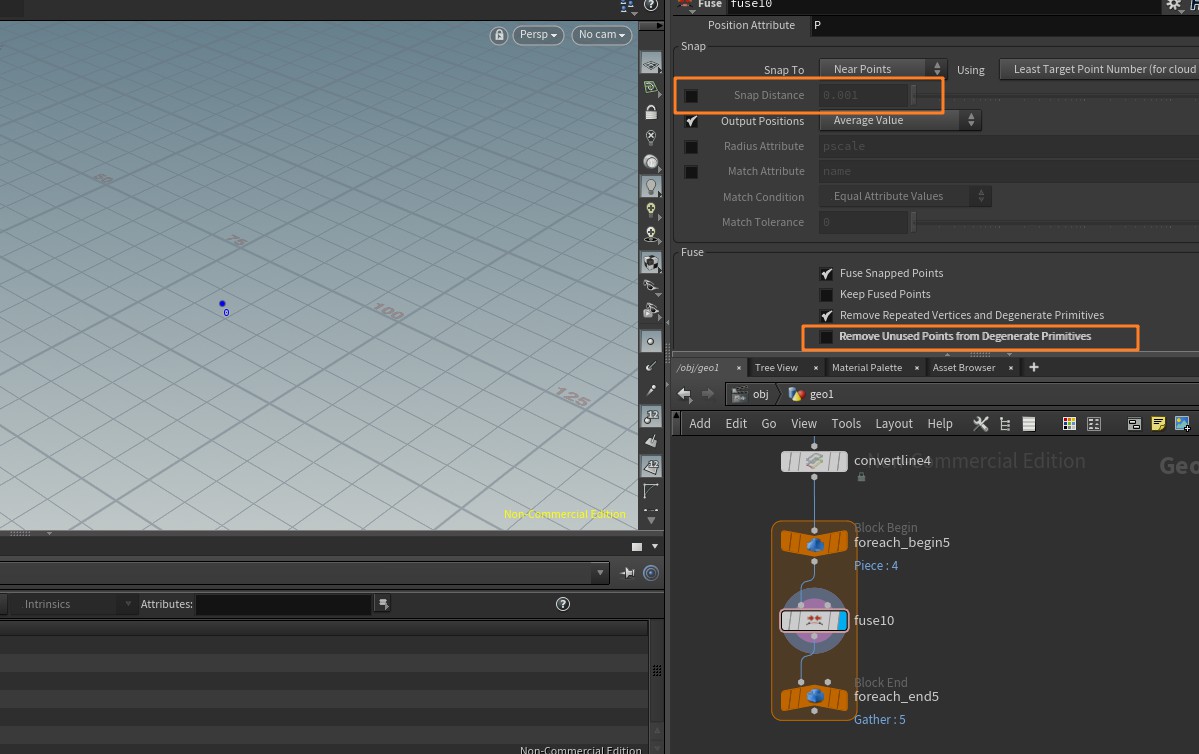 Fuse fuse10
Persp
No cam
Position Attribute P
Snap
Snap To Near Points Using Least Target Point Number (for cloud
Snap Distance 0.001
Output Positions Average Value
Radius Attribute pscale
Match Attribute name
Match Condition Equal Attribute Values
Match Tolerance 0
Fuse
Fuse Snapped Points
Keep Fused Points
Remove Repeated Vertices and Degenerate Primitives
Remove Unused Points from Degenerate Primitives
75
100
125
0
12
12
Non-Commercial Edition
/obj/geo1 × Tree View × Material Palette × Asset Browser × +
obj geo1
Add Edit Go View Tools Layout Help
Non-Commercial Edition
Geo
convertline4
Block Begin
foreach_begin5
Piece : 4
fuse10
Block End
foreach_end5
Gather : 5
Intrinsics Attributes:
Non-Commercial Edition